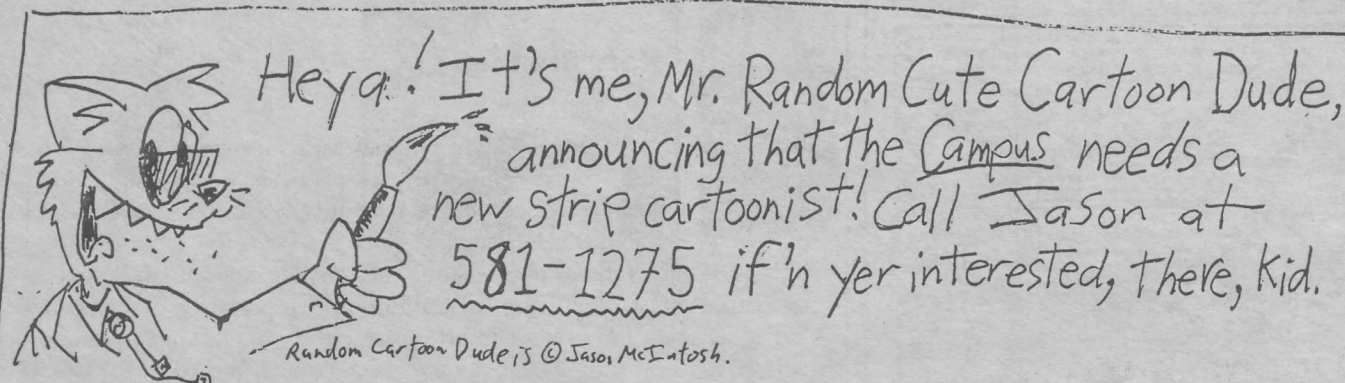 Heya! It's me, Mr. Random Cute Cartoon Dude,
announcing that the Campus needs a
new strip cartoonist! Call Jason at
581-1275 if'n yer interested, there, kid.
Random Cartoon Dude is © Jason McIntosh.